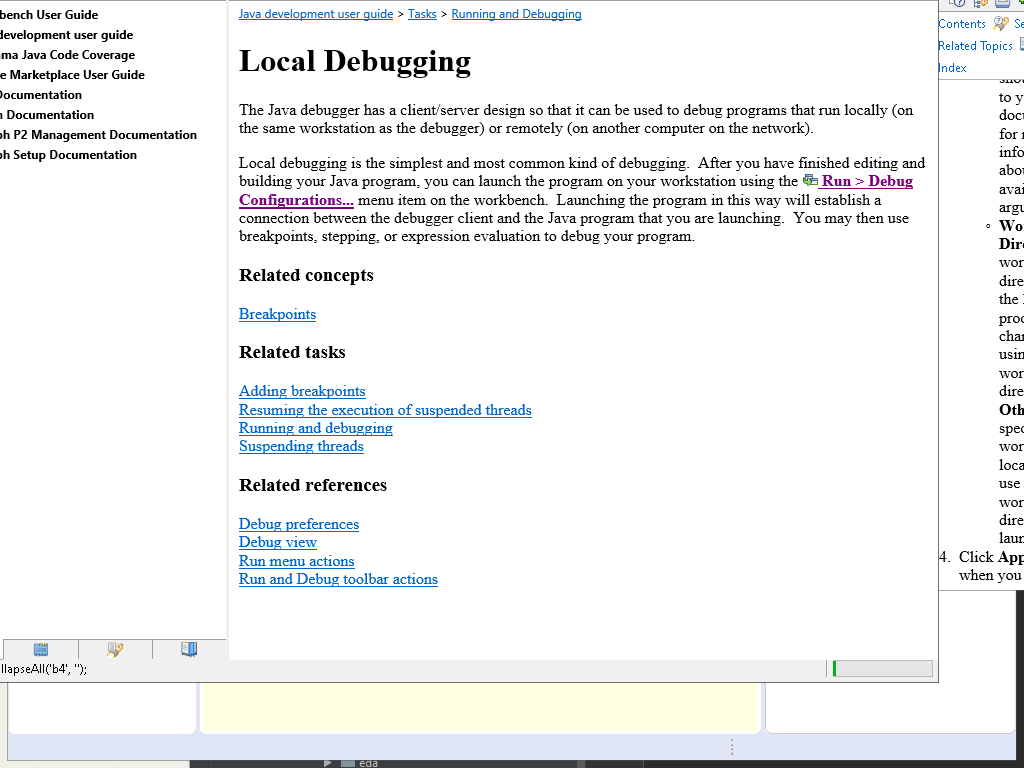 bench User Guide
development user guide
ma Java Code Coverage
e Marketplace User Guide
Documentation
n Documentation
ph P2 Management Documentation
ph Setup Documentation
Java development user guide > Tasks > Running and Debugging
Local Debugging
The Java debugger has a client/server design so that it can be used to debug programs that run locally (on
the same workstation as the debugger) or remotely (on another computer on the network).
Local debugging is the simplest and most common kind of debugging.  After you have finished editing and
building your Java program, you can launch the program on your workstation using the Run > Debug
Configurations... menu item on the workbench.  Launching the program in this way will establish a
connection between the debugger client and the Java program that you are launching.  You may then use
breakpoints, stepping, or expression evaluation to debug your program.
Related concepts
Breakpoints
Related tasks
Adding breakpoints
Resuming the execution of suspended threads
Running and debugging
Suspending threads
Related references
Debug preferences
Debug view
Run menu actions
Run and Debug toolbar actions
llapseAll('b4', '');
Contents Se
Related Topics
Index
to y
docu
for
info
abou
avai
argu
Wor
Dire
wor
dire
the
proc
char
usin
wor
dire
Oth
spec
wor
loca
use
wor
dire
laun
4. Click App
when you
eda